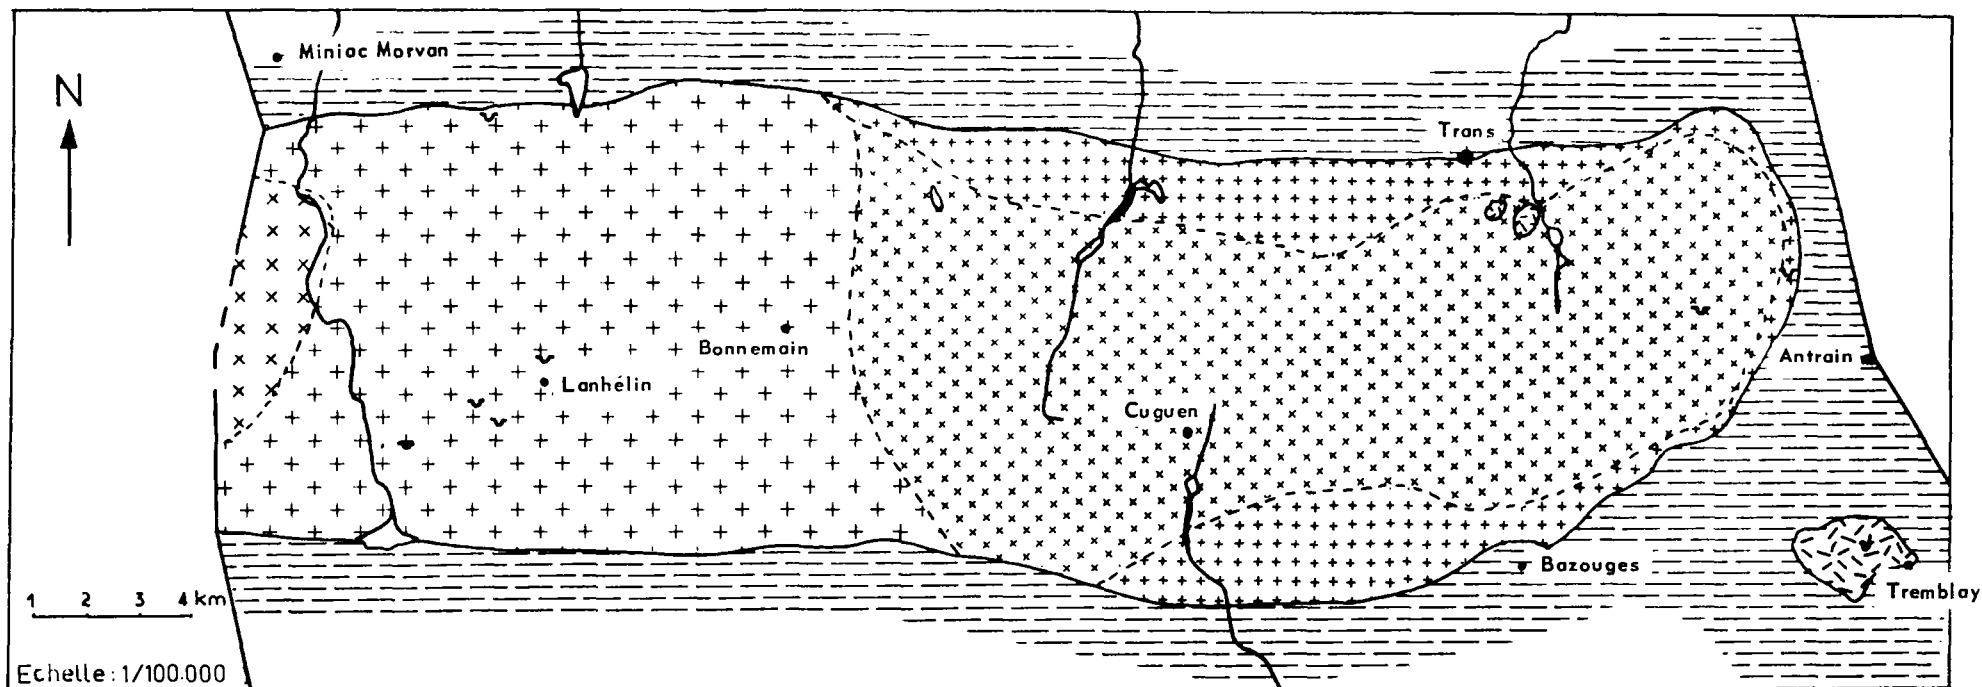 Miniac Morvan
N
Trans
Bonnemain
Antrain
Lanhélin
Cuguen
Bazouges
Tremblay
1 2 3 4 km
Echelle: 1/100.000